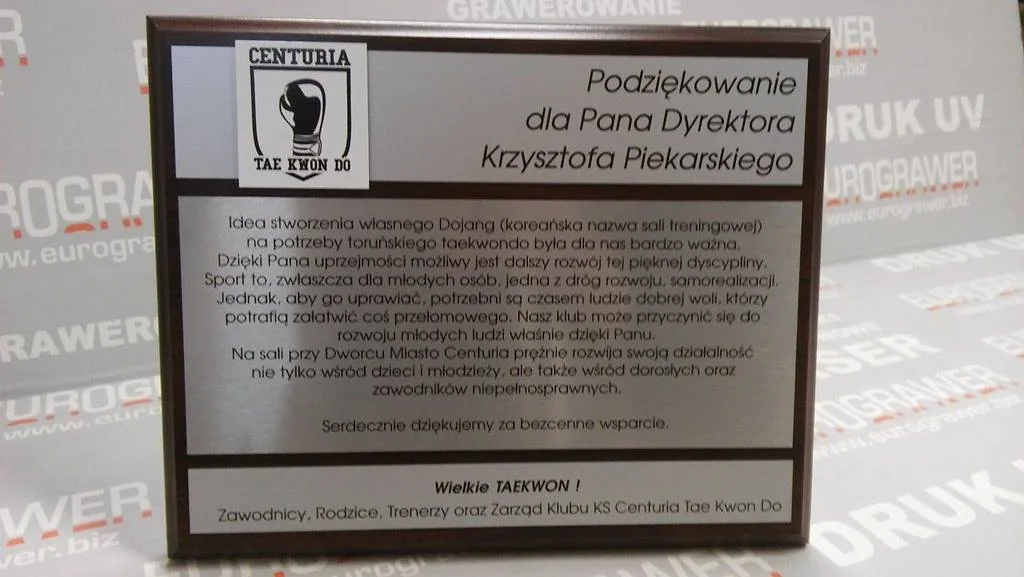 CENTURIA
TAE KWON DO
Podziękowanie
dla Pana Dyrektora
Krzysztofa Piekarskiego
Idea stworzenia własnego Dojang (koreańska nazwa sali treningowej)
na potrzeby toruńskiego taekwondo była dla nas bardzo ważna.
Dzięki Pana uprzejmości możliwy jest dalszy rozwój tej pięknej dyscypliny.
Sport to, zwłaszcza dla młodych osób, jedna z dróg rozwoju, samorealizacji.
Jednak, aby go uprawiać, potrzebni są czasem ludzie dobrej woli, którzy
potrafią załatwić coś przełomowego. Nasz klub może przyczynić się do
rozwoju młodych ludzi właśnie dzięki Panu.
Na sali przy Dworcu Miasto Centuria prężnie rozwija swoją działalność
nie tylko wśród dzieci i młodzieży, ale także wśród dorosłych oraz
zawodników niepełnosprawnych.
Serdecznie dziękujemy za bezcenne wsparcie.
Wielkie TAEKWON !
Zawodnicy, Rodzice, Trenerzy oraz Zarząd Klubu KS Centuria Tae Kwon Do
GRAWEROWANIE
DRUK UV
EUROGRAWER
www.eurograwer.biz
DRUK UV